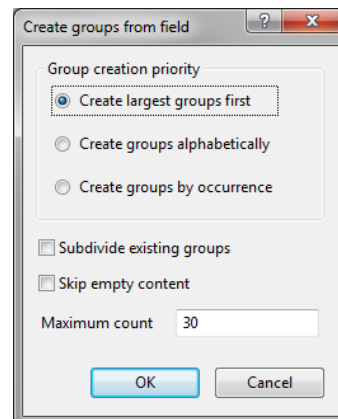 Create groups from field
Group creation priority
Create largest groups first
Create groups alphabetically
Create groups by occurrence
Subdivide existing groups
Skip empty content
Maximum count 30
OK Cancel